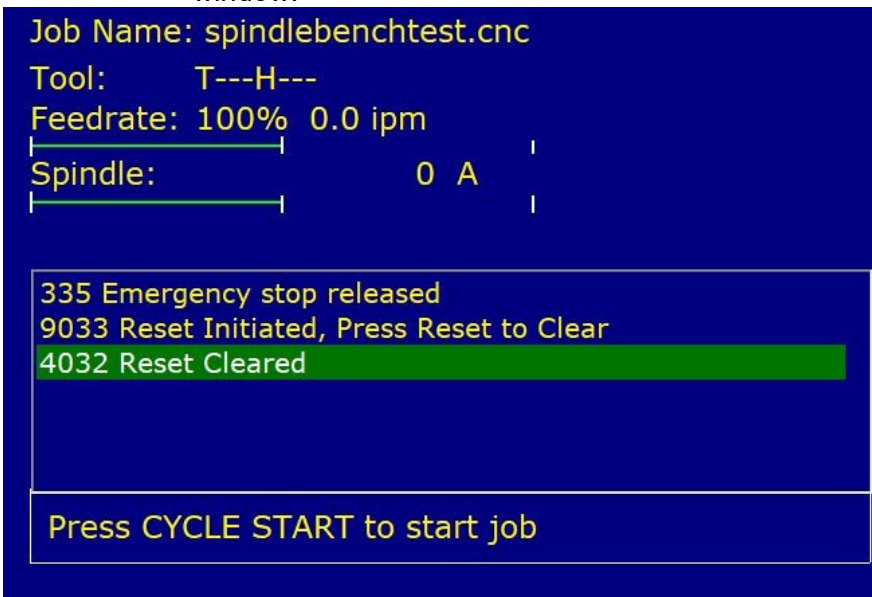 Job Name: spindlebenchtest.cnc
Tool: T---H---
Feedrate: 100% 0.0 ipm
Spindle: 0 A
335 Emergency stop released
9033 Reset Initiated, Press Reset to Clear
4032 Reset Cleared
Press CYCLE START to start job